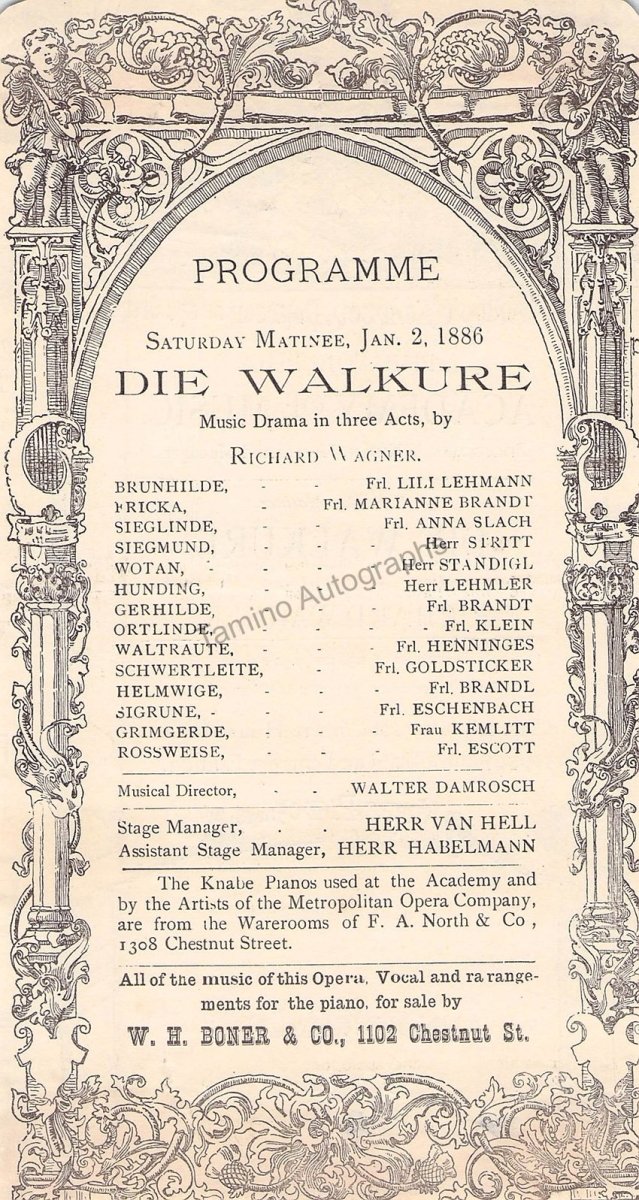 PROGRAMME
SATURDAY MATINEE, JAN. 2, 1886
DIE WALKURE
Music Drama in three Acts, by
RICHARD WAGNER.
BRUNHILDE, - - Frl. LILI LEHMANN
FRICKA, - Frl. MARIANNE BRANDT
SIEGLINDE, - - Frl. ANNA SLACH
SIEGMUND, - - - Herr STRITT
WOTAN, - - - Herr STANDIGL
HUNDING, - - - Herr LEHMLER
GERHILDE, - - - Frl. BRANDT
ORTLINDE, - - - - Frl. KLEIN
WALTRAUTE, - - - Frl. HENNINGES
SCHWERTLEITE, - - Frl. GOLDSTICKER
HELMWIGE, - - - Frl. BRANDL
SIGRUNE, - - - Frl. ESCHENBACH
GRIMGERDE, - - - Frau KEMLITT
ROSSWEISE, - - - Frl. ESCOTT
Musical Director, - - WALTER DAMROSCH
Stage Manager, . . HERR VAN HELL
Assistant Stage Manager, HERR HABELMANN
The Knabe Pianos used at the Academy and
by the Artists of the Metropolitan Opera Company,
are from the Warerooms of F. A. North & Co,
1308 Chestnut Street.
All of the music of this Opera, Vocal and ra range-
ments for the piano, for sale by
W. H. BONER & CO., 1102 Chestnut St.
Tamino Autographs